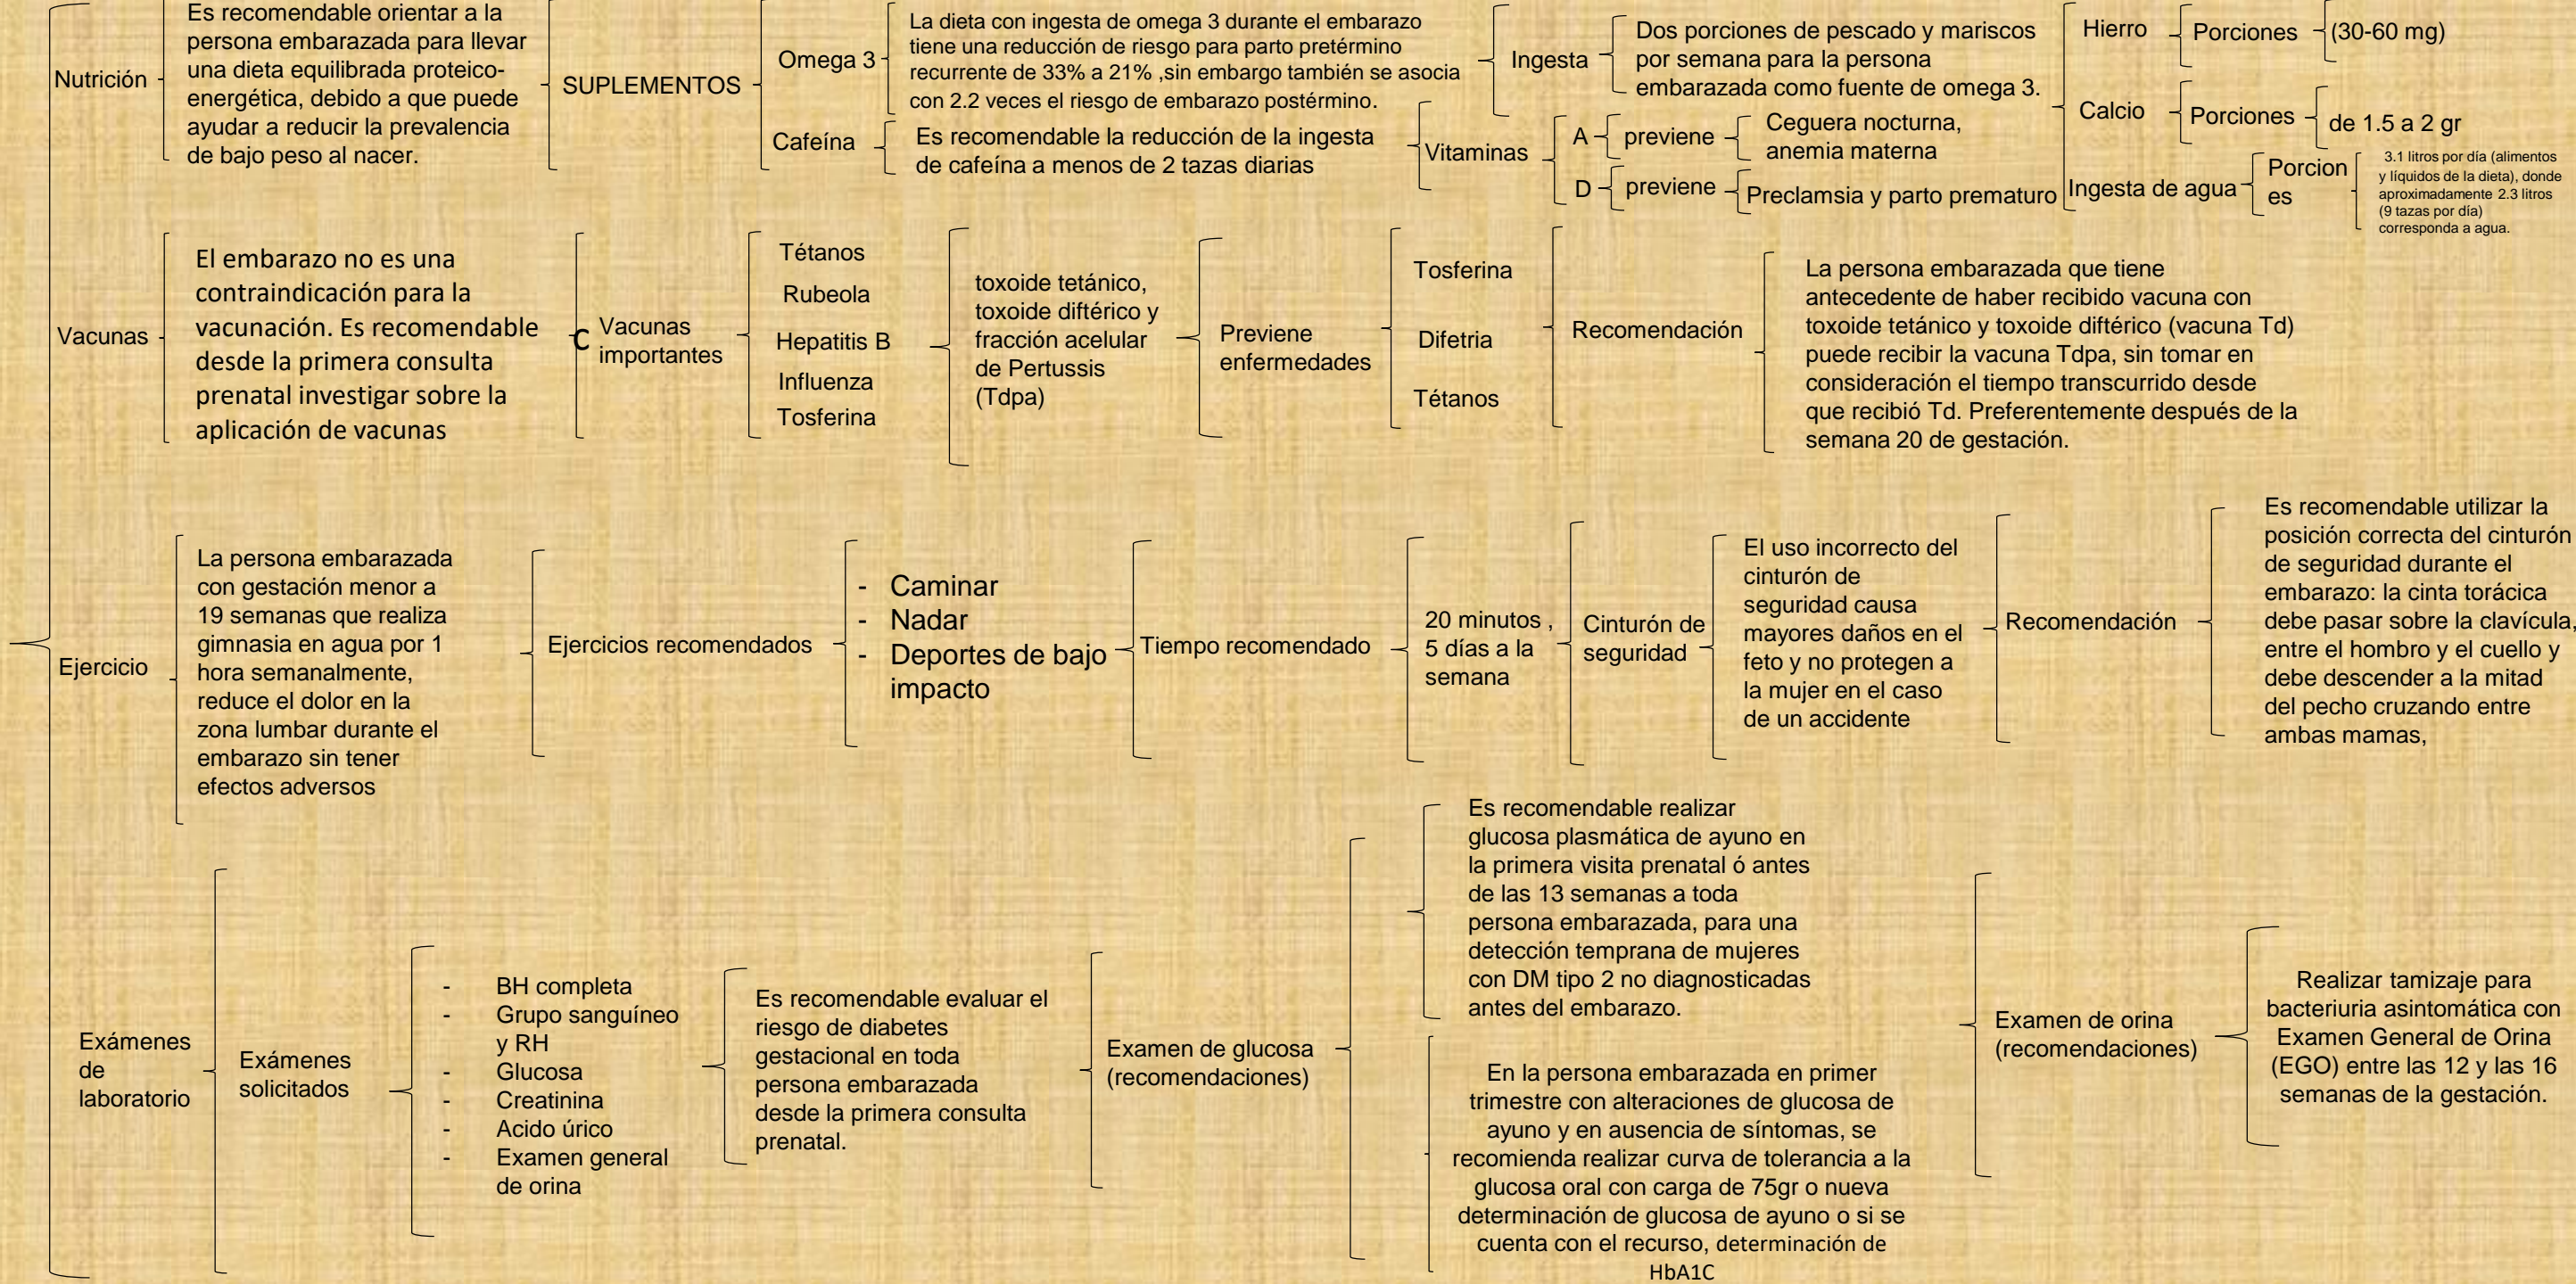 Nutrición
Es recomendable orientar a la
persona embarazada para llevar
una dieta equilibrada proteico-
energética, debido a que puede
ayudar a reducir la prevalencia
de bajo peso al nacer.
SUPLEMENTOS
Omega 3
La dieta con ingesta de omega 3 durante el embarazo
tiene una reducción de riesgo para parto pretérmino
recurrente de 33% a 21% ,sin embargo también se asocia
con 2.2 veces el riesgo de embarazo postérmino.
Cafeína
Es recomendable la reducción de la ingesta
de cafeína a menos de 2 tazas diarias
Ingesta
Dos porciones de pescado y mariscos
por semana para la persona
embarazada como fuente de omega 3.
Vitaminas
A
previene
Ceguera nocturna,
anemia materna
D
previene
Preclamsia y parto prematuro
Hierro
Porciones
(30-60 mg)
Calcio
Porciones
de 1.5 a 2 gr
Ingesta de agua
Porcion
es
3.1 litros por día (alimentos
y líquidos de la dieta), donde
aproximadamente 2.3 litros
(9 tazas por día)
corresponda a agua.
Vacunas
El embarazo no es una
contraindicación para la
vacunación. Es recomendable
desde la primera consulta
prenatal investigar sobre la
aplicación de vacunas
C
Vacunas
importantes
Tétanos
Rubeola
Hepatitis B
Influenza
Tosferina
toxoide tetánico,
toxoide diftérico y
fracción acelular
de Pertussis
(Tdpa)
Previene
enfermedades
Tosferina
Difetria
Tétanos
Recomendación
La persona embarazada que tiene
antecedente de haber recibido vacuna con
toxoide tetánico y toxoide diftérico (vacuna Td)
puede recibir la vacuna Tdpa, sin tomar en
consideración el tiempo transcurrido desde
que recibió Td. Preferentemente después de la
semana 20 de gestación.
Ejercicio
La persona embarazada
con gestación menor a
19 semanas que realiza
gimnasia en agua por 1
hora semanalmente,
reduce el dolor en la
zona lumbar durante el
embarazo sin tener
efectos adversos
Ejercicios recomendados
- Caminar
- Nadar
- Deportes de bajo
impacto
Tiempo recomendado
20 minutos ,
5 días a la
semana
Cinturón de
seguridad
El uso incorrecto del
cinturón de
seguridad causa
mayores daños en el
feto y no protegen a
la mujer en el caso
de un accidente
Recomendación
Es recomendable utilizar la
posición correcta del cinturón
de seguridad durante el
embarazo: la cinta torácica
debe pasar sobre la clavícula,
entre el hombro y el cuello y
debe descender a la mitad
del pecho cruzando entre
ambas mamas,
Exámenes
de
laboratorio
Exámenes
solicitados
- BH completa
- Grupo sanguíneo
y RH
- Glucosa
- Creatinina
- Acido úrico
- Examen general
de orina
Es recomendable evaluar el
riesgo de diabetes
gestacional en toda
persona embarazada
desde la primera consulta
prenatal.
Examen de glucosa
(recomendaciones)
Es recomendable realizar
glucosa plasmática de ayuno en
la primera visita prenatal ó antes
de las 13 semanas a toda
persona embarazada, para una
detección temprana de mujeres
con DM tipo 2 no diagnosticadas
antes del embarazo.
En la persona embarazada en primer
trimestre con alteraciones de glucosa de
ayuno y en ausencia de síntomas, se
recomienda realizar curva de tolerancia a la
glucosa oral con carga de 75gr o nueva
determinación de glucosa de ayuno o si se
cuenta con el recurso, determinación de
HbA1C
Examen de orina
(recomendaciones)
Realizar tamizaje para
bacteriuria asintomática con
Examen General de Orina
(EGO) entre las 12 y las 16
semanas de la gestación.